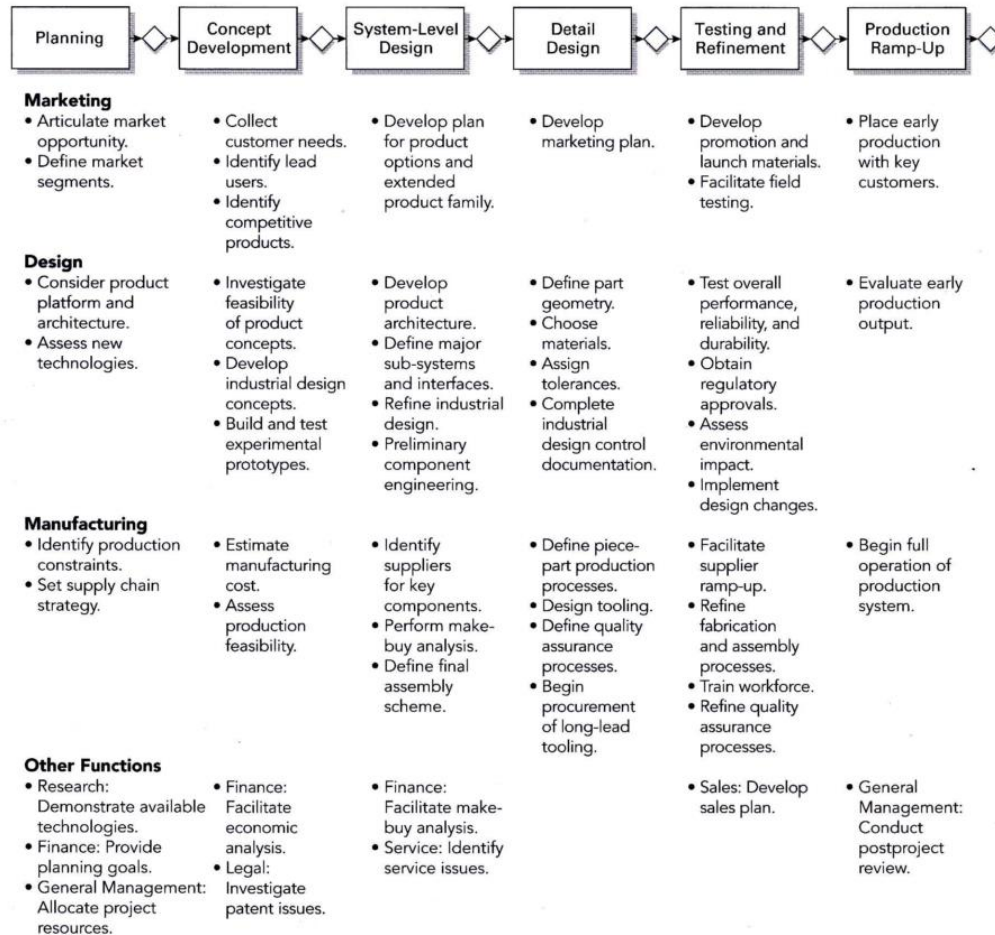 Planning
Concept
Development
System-Level
Design
Detail
Design
Testing and
Refinement
Production
Ramp-Up
Marketing
• Articulate market
opportunity.
• Define market
segments.
• Collect
customer needs.
• Identify lead
users.
• Identify
competitive
products.
• Develop plan
for product
options and
extended
product family.
• Develop
marketing plan.
• Develop
promotion and
launch materials.
• Facilitate field
testing.
• Place early
production
with key
customers.
Design
• Consider product
platform and
architecture.
• Assess new
technologies.
• Investigate
feasibility
of product
concepts.
• Develop
industrial design
concepts.
• Build and test
experimental
prototypes.
• Develop
product
architecture.
• Define major
sub-systems
and interfaces.
• Refine industrial
design.
• Preliminary
component
engineering.
• Define part
geometry.
• Choose
materials.
• Assign
tolerances.
• Complete
industrial
design control
documentation.
• Test overall
performance,
reliability, and
durability.
• Obtain
regulatory
approvals.
• Assess
environmental
impact.
• Implement
design changes.
• Evaluate early
production
output.
Manufacturing
• Identify production
constraints.
• Set supply chain
strategy.
• Estimate
manufacturing
cost.
• Assess
production
feasibility.
• Identify
suppliers
for key
components.
• Perform make-
buy analysis.
• Define final
assembly
scheme.
• Define piece-
part production
processes.
• Design tooling.
• Define quality
assurance
processes.
• Begin
procurement
of long-lead
tooling.
• Facilitate
supplier
ramp-up.
• Refine
fabrication
and assembly
processes.
• Train workforce.
• Refine quality
assurance
processes.
• Begin full
operation of
production
system.
Other Functions
• Research:
Demonstrate available
technologies.
• Finance: Provide
planning goals.
• General Management:
Allocate project
resources.
• Finance:
Facilitate
economic
analysis.
• Legal:
Investigate
patent issues.
• Finance:
Facilitate make-
buy analysis.
• Service: Identify
service issues.
• Sales: Develop
sales plan.
• General
Management:
Conduct
postproject
review.